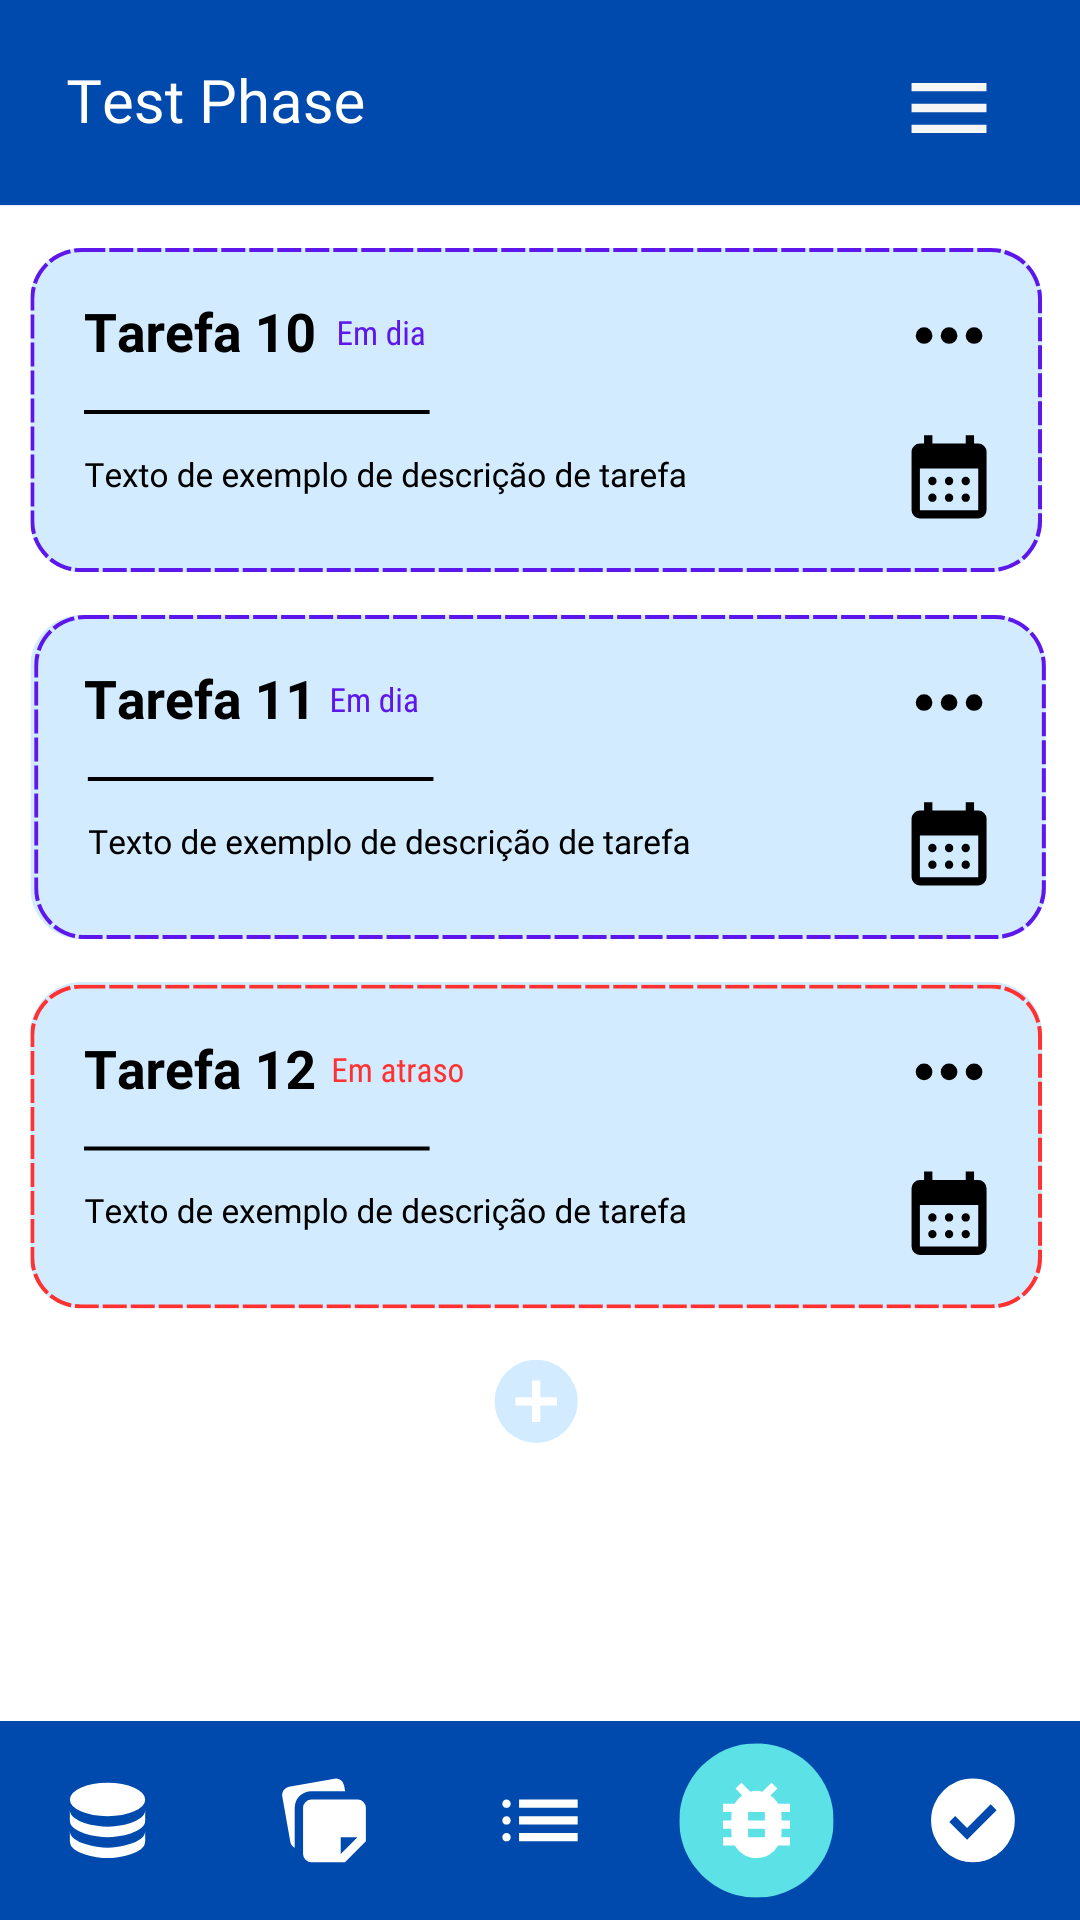 Test Phase
Tarefa 10 Em dia
Texto de exemplo de descrição de tarefa
Tarefa 11 Em dia
Texto de exemplo de descrição de tarefa
Tarefa 12 Em atraso
Texto de exemplo de descrição de tarefa